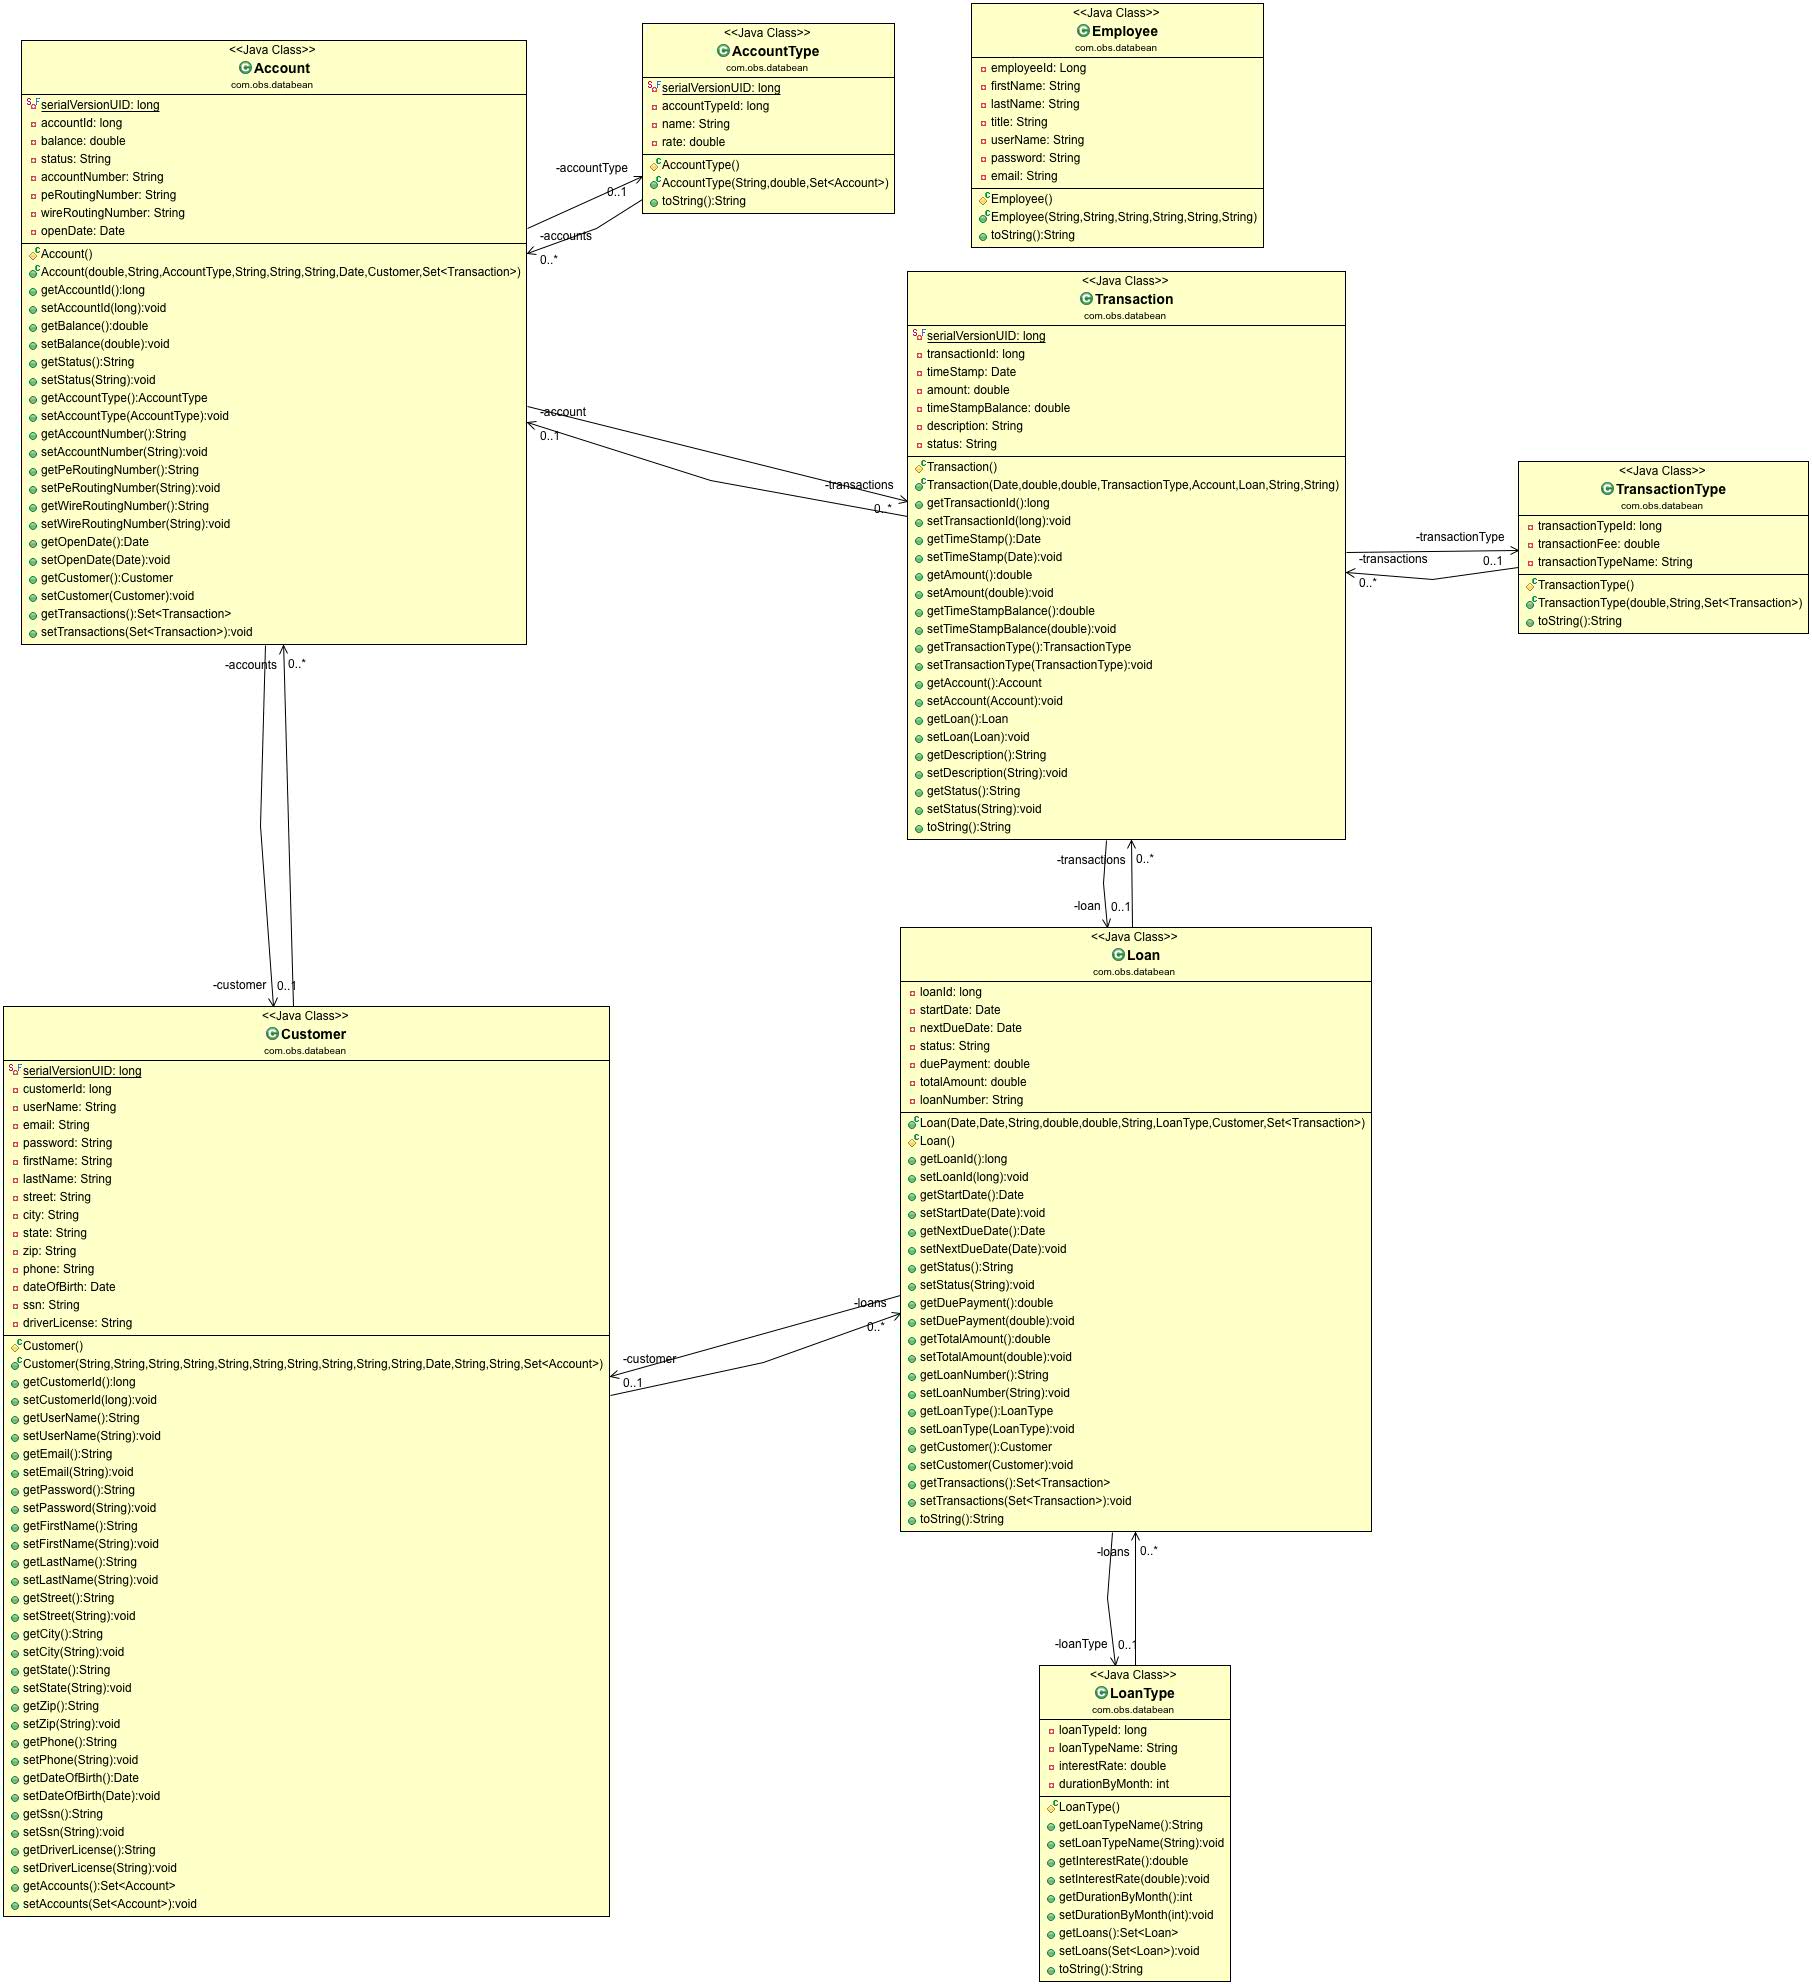 <<Java Class>>
Account
com.obs.databean
serialVersionUID: long
accountId: long
balance: double
status: String
accountNumber: String
peRoutingNumber: String
wireRoutingNumber: String
openDate: Date
Account()
Account(double,String,AccountType,String,String,String,Date,Customer,Set<Transaction>)
getAccountId():long
setAccountId(long):void
getBalance():double
setBalance(double):void
getStatus():String
setStatus(String):void
getAccountType():AccountType
setAccountType(AccountType):void
getAccountNumber():String
setAccountNumber(String):void
getPeRoutingNumber():String
setPeRoutingNumber(String):void
getWireRoutingNumber():String
setWireRoutingNumber(String):void
getOpenDate():Date
setOpenDate(Date):void
getCustomer():Customer
setCustomer(Customer):void
getTransactions():Set<Transaction>
setTransactions(Set<Transaction>):void
-accountType
0..1
-accounts
0..*
<<Java Class>>
AccountType
com.obs.databean
serialVersionUID: long
accountTypeId: long
name: String
rate: double
AccountType()
AccountType(String,double,Set<Account>)
toString():String
<<Java Class>>
Employee
com.obs.databean
employeeId: Long
firstName: String
lastName: String
title: String
userName: String
password: String
email: String
Employee()
Employee(String,String,String,String,String,String)
toString():String
-account
0..1
-transactions
0..*
<<Java Class>>
Transaction
com.obs.databean
serialVersionUID: long
transactionId: long
timeStamp: Date
amount: double
timeStampBalance: double
description: String
status: String
Transaction()
Transaction(Date,double,double,TransactionType,Account,Loan,String,String)
getTransactionId():long
setTransactionId(long):void
getTimeStamp():Date
setTimeStamp(Date):void
getAmount():double
setAmount(double):void
getTimeStampBalance():double
setTimeStampBalance(double):void
getTransactionType():TransactionType
setTransactionType(TransactionType):void
getAccount():Account
setAccount(Account):void
getLoan():Loan
setLoan(Loan):void
getDescription():String
setDescription(String):void
getStatus():String
setStatus(String):void
toString():String
-transactionType
0..1
-transactions
0..*
<<Java Class>>
TransactionType
com.obs.databean
transactionTypeId: long
transactionFee: double
transactionTypeName: String
TransactionType()
TransactionType(double,String,Set<Transaction>)
toString():String
-accounts 0..*
-customer 0..1
<<Java Class>>
Customer
com.obs.databean
serialVersionUID: long
customerId: long
userName: String
email: String
password: String
firstName: String
lastName: String
street: String
city: String
state: String
zip: String
phone: String
dateOfBirth: Date
ssn: String
driverLicense: String
Customer()
Customer(String,String,String,String,String,String,String,String,String,String,Date,String,String,Set<Account>)
getCustomerId():long
setCustomerId(long):void
getUserName():String
setUserName(String):void
getEmail():String
setEmail(String):void
getPassword():String
setPassword(String):void
getFirstName():String
setFirstName(String):void
getLastName():String
setLastName(String):void
getStreet():String
setStreet(String):void
getCity():String
setCity(String):void
getState():String
setState(String):void
getZip():String
setZip(String):void
getPhone():String
setPhone(String):void
getDateOfBirth():Date
setDateOfBirth(Date):void
getSsn():String
setSsn(String):void
getDriverLicense():String
setDriverLicense(String):void
getAccounts():Set<Account>
setAccounts(Set<Account>):void
-transactions 0..*
-loan 0..1
-loans
0..*
-customer
0..1
<<Java Class>>
Loan
com.obs.databean
loanId: long
startDate: Date
nextDueDate: Date
status: String
duePayment: double
totalAmount: double
loanNumber: String
Loan(Date,Date,String,double,double,String,LoanType,Customer,Set<Transaction>)
Loan()
getLoanId():long
setLoanId(long):void
getStartDate():Date
setStartDate(Date):void
getNextDueDate():Date
setNextDueDate(Date):void
getStatus():String
setStatus(String):void
getDuePayment():double
setDuePayment(double):void
getTotalAmount():double
setTotalAmount(double):void
getLoanNumber():String
setLoanNumber(String):void
getLoanType():LoanType
setLoanType(LoanType):void
getCustomer():Customer
setCustomer(Customer):void
getTransactions():Set<Transaction>
setTransactions(Set<Transaction>):void
toString():String
-loans 0..*
-loanType 0..1
<<Java Class>>
LoanType
com.obs.databean
loanTypeId: long
loanTypeName: String
interestRate: double
durationByMonth: int
LoanType()
getLoanTypeName():String
setLoanTypeName(String):void
getInterestRate():double
setInterestRate(double):void
getDurationByMonth():int
setDurationByMonth(int):void
getLoans():Set<Loan>
setLoans(Set<Loan>):void
toString():String